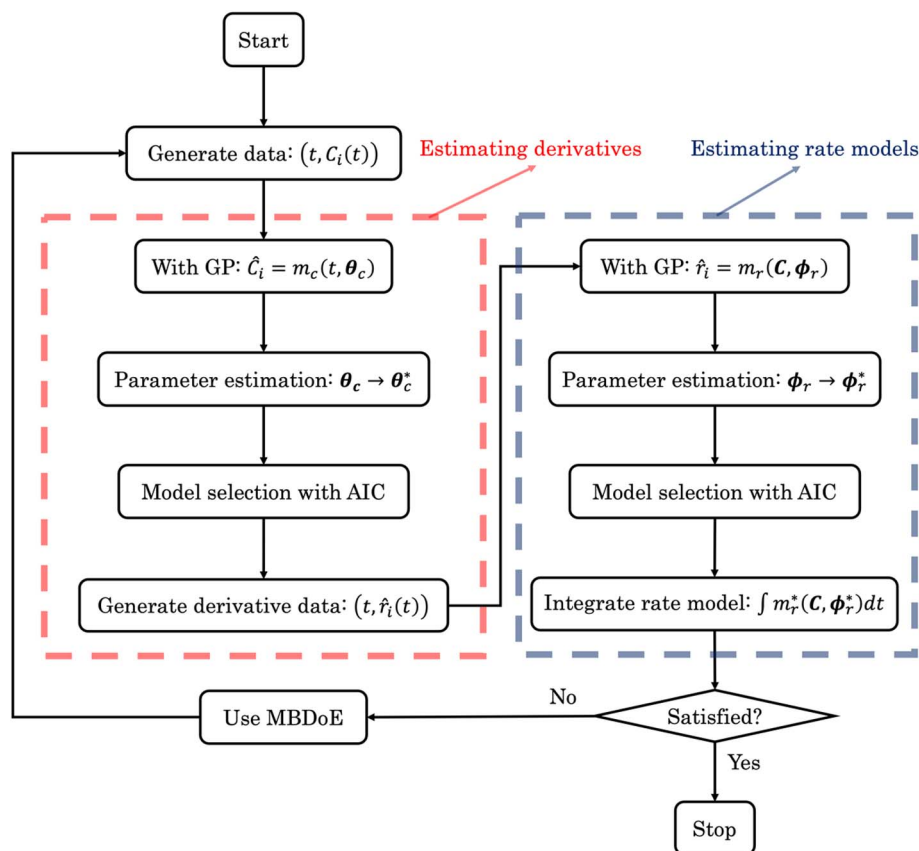 Start
Generate data: (t, C_i(t))
Estimating derivatives
Estimating rate models
With GP: Ĉ_i = m_c(t, θ_c)
Parameter estimation: θ_c → θ_c^*
Model selection with AIC
Generate derivative data: (t, r̂_i(t))
With GP: r̂_i = m_r(C, ϕ_r)
Parameter estimation: ϕ_r → ϕ_r^*
Model selection with AIC
Integrate rate model: ∫ m_r^*(C, ϕ_r^*)dt
Satisfied?
No
Use MBDoE
Yes
Stop